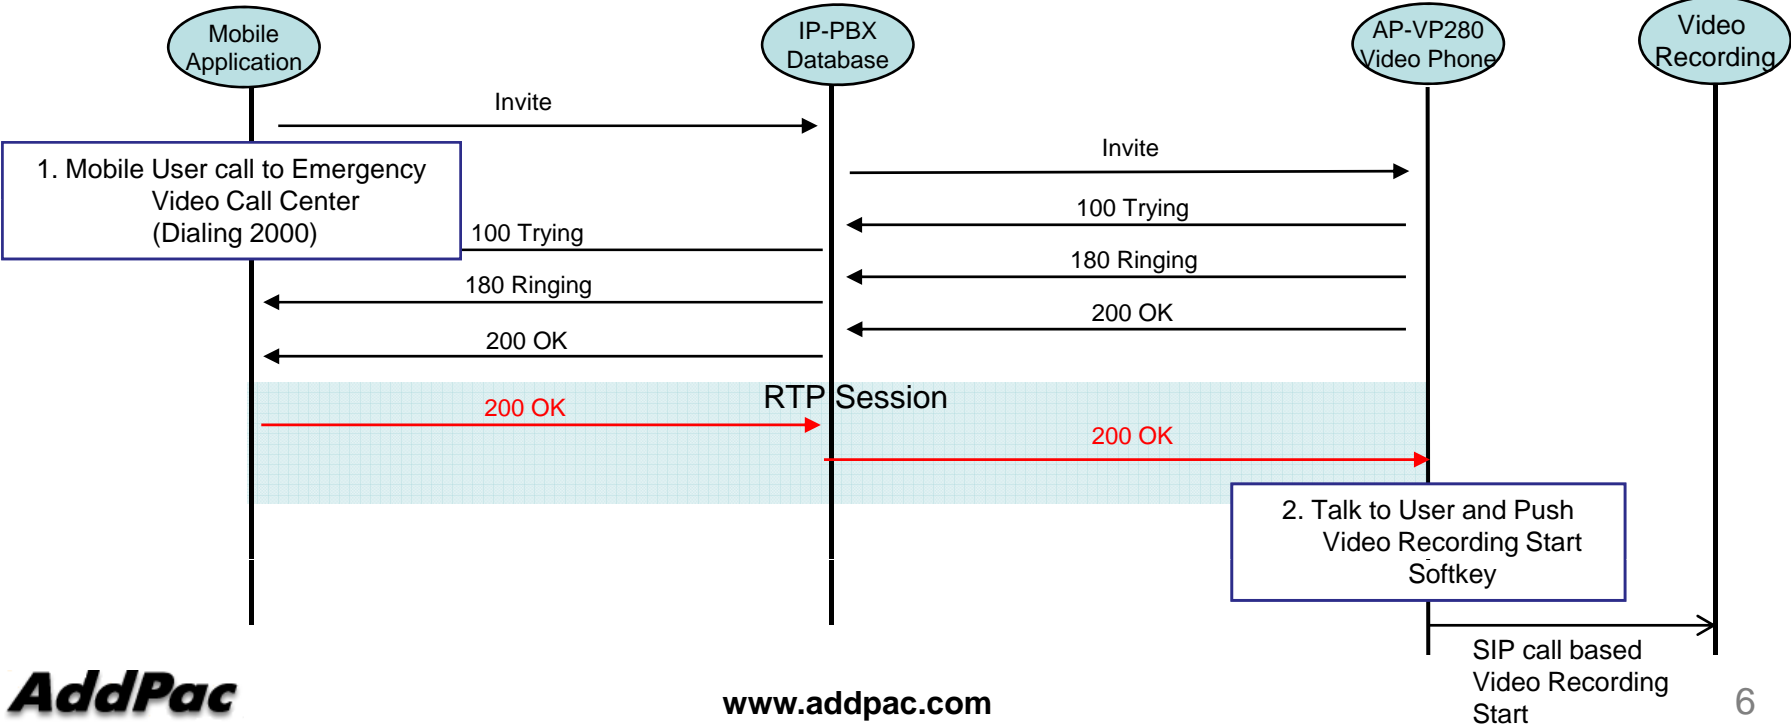 Mobile
Application
IP-PBX
Database
AP-VP280
Video Phone
Video
Recording
Invite
Invite
1. Mobile User call to Emergency
Video Call Center
(Dialing 2000)
100 Trying
100 Trying
180 Ringing
180 Ringing
200 OK
200 OK
RTP Session
200 OK
200 OK
2. Talk to User and Push
Video Recording Start
Softkey
SIP call based
Video Recording
Start
AddPac
www.addpac.com
6